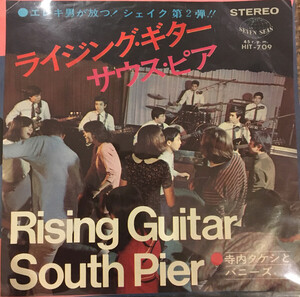 ●エレキ男が放つ!シェイク第2弾!!
STEREO
ライジング・ギター
サウス・ピア
SEVEN SEAS
45 r.p.m.
HIT-709
Rising Guitar
South Pier
●寺内タケシと
バニーズ